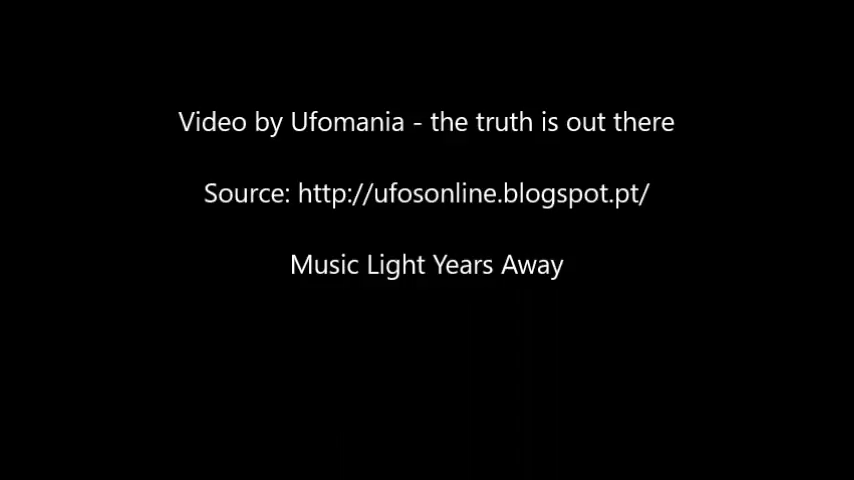 Video by Ufomania - the truth is out there
Source: http://ufosonline.blogspot.pt/
Music Light Years Away